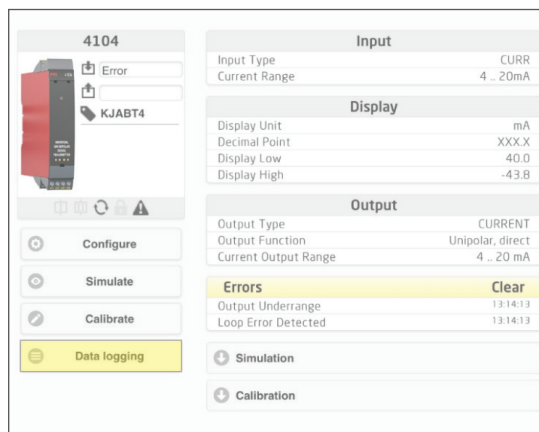 4104
Error
KJABT4
Configure
Simulate
Calibrate
Data logging
Input
Input Type CURR
Current Range 4 .. 20mA
Display
Display Unit mA
Decimal Point XXX.X
Display Low 40.0
Display High -43.8
Output
Output Type CURRENT
Output Function Unipolar, direct
Current Output Range 4 .. 20 mA
Errors Clear
Output Underrange 13:14:13
Loop Error Detected 13:14:13
Simulation
Calibration